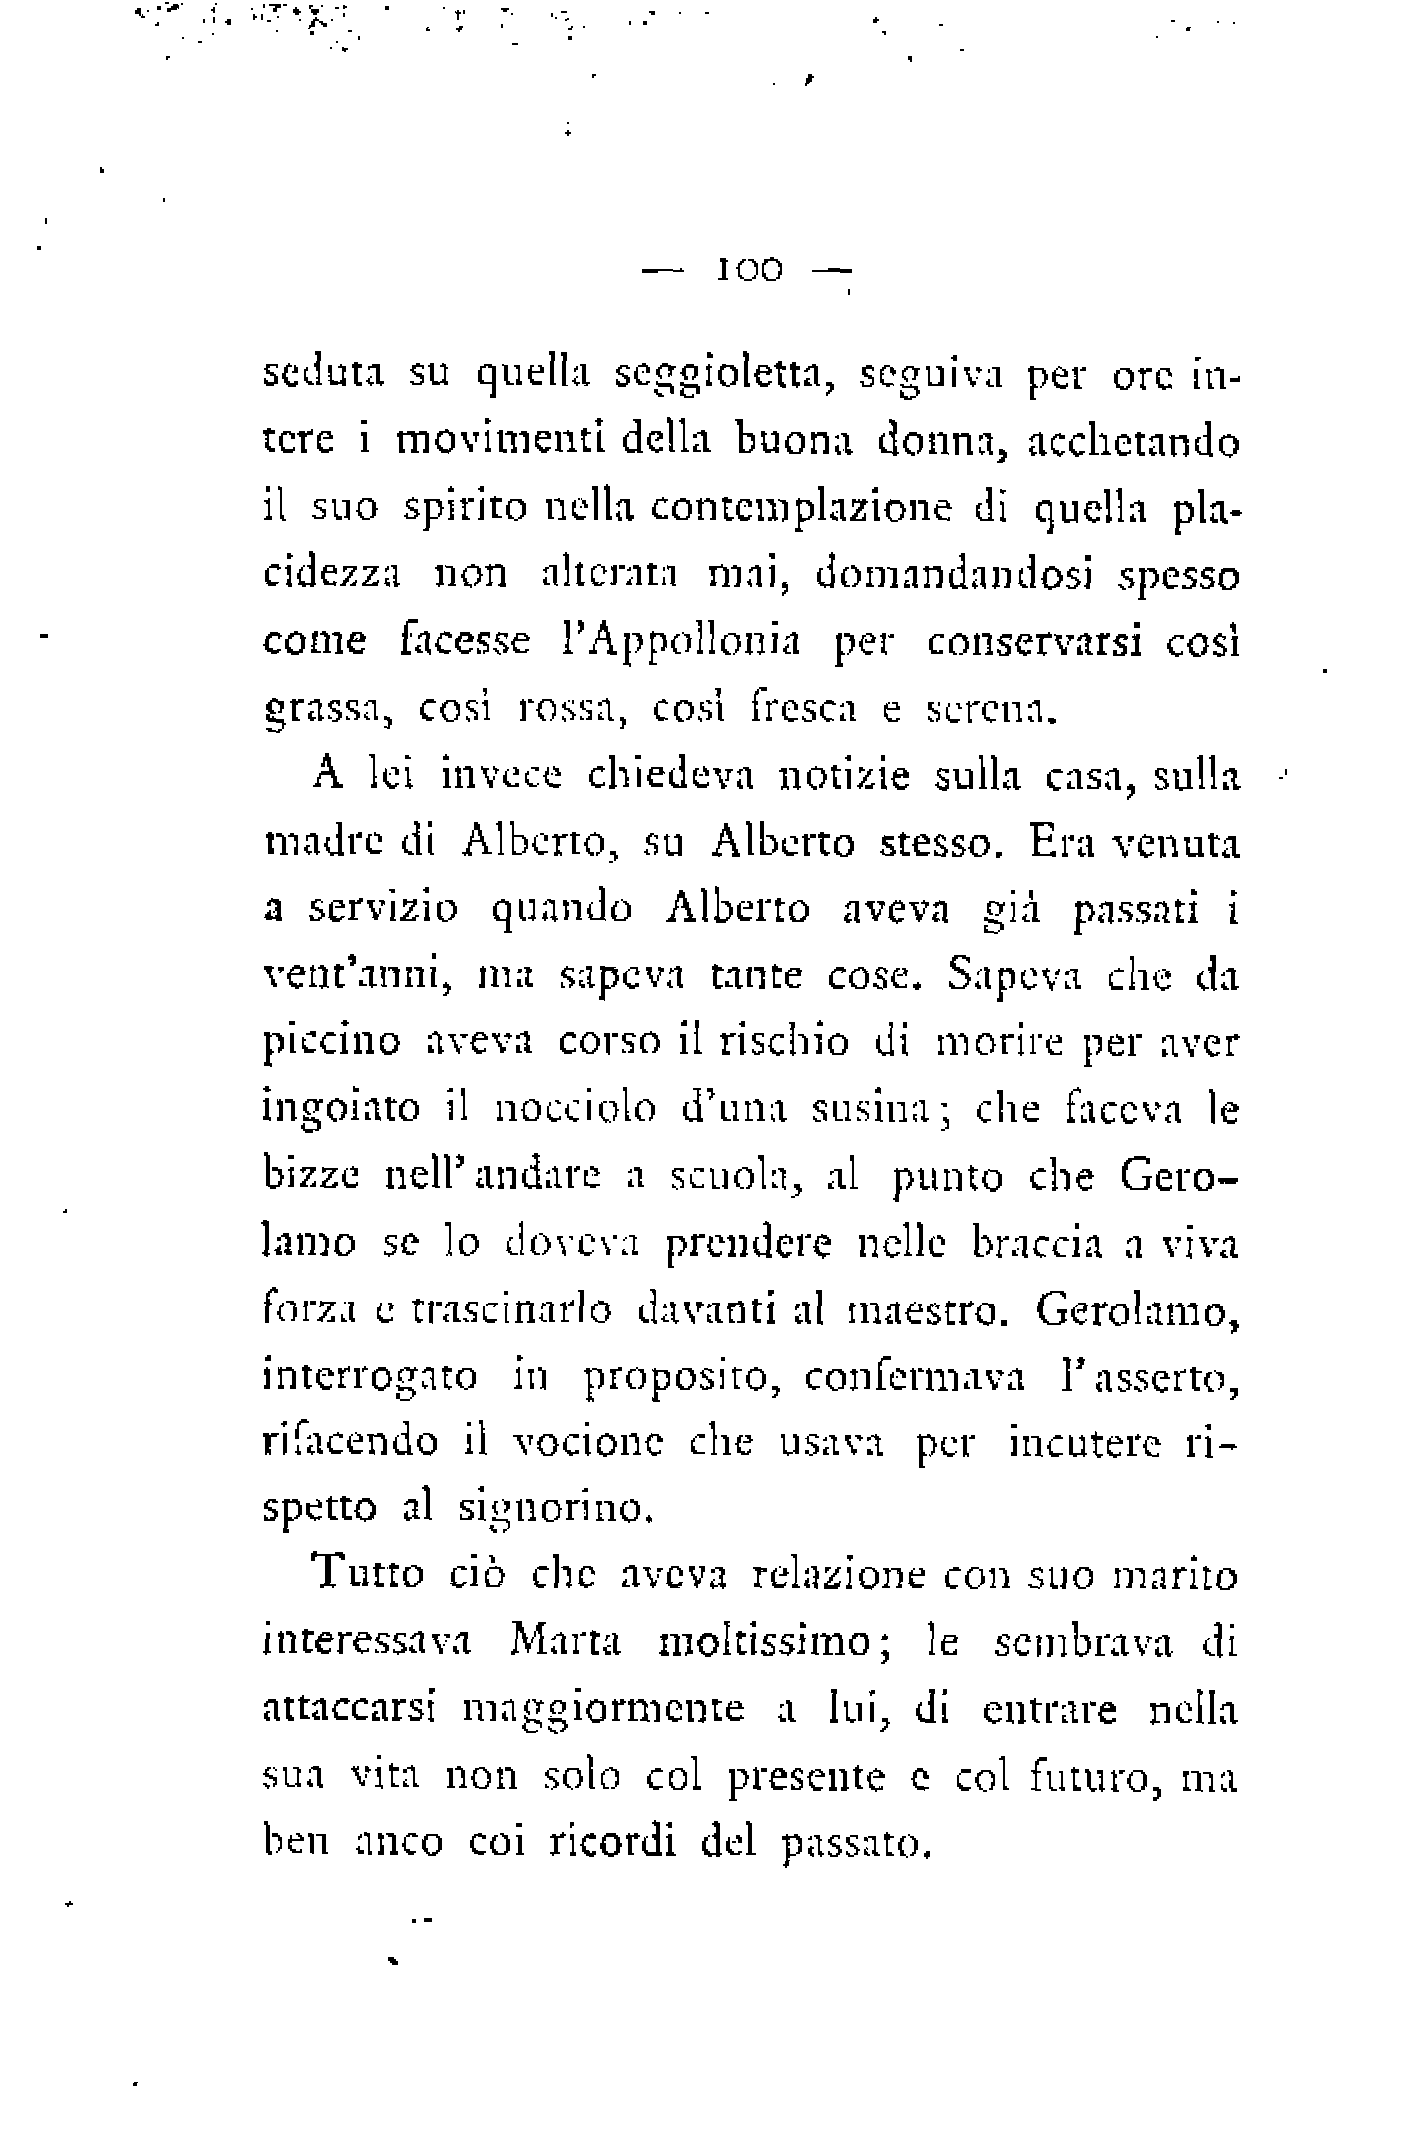 — 100 —
seduta su quella seggioletta, seguiva per ore in-
tere i movimenti della buona donna, acchetando
il suo spirito nella contemplazione di quella pla-
cidezza non alterata mai, domandandosi spesso
come facesse l'Appollonia per conservarsi così
grassa, così rossa, così fresca e serena.
A lei invece chiedeva notizie sulla casa, sulla
madre di Alberto, su Alberto stesso. Era venuta
a servizio quando Alberto aveva già passati i
vent'anni, ma sapeva tante cose. Sapeva che da
piccino aveva corso il rischio di morire per aver
ingoiato il nocciolo d'una susina; che faceva le
bizze nell'andare a scuola, al punto che Gero-
lamo se lo doveva prendere nelle braccia a viva
forza e trascinarlo davanti al maestro. Gerolamo,
interrogato in proposito, confermava l'asserto,
rifacendo il vocione che usava per incutere ri-
spetto al signorino.
Tutto ciò che aveva relazione con suo marito
interessava Marta moltissimo; le sembrava di
attaccarsi maggiormente a lui, di entrare nella
sua vita non solo col presente e col futuro, ma
ben anco coi ricordi del passato.